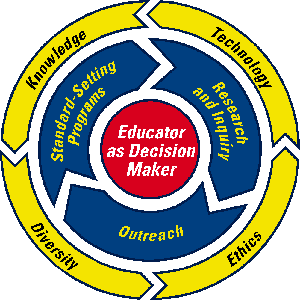 Knowledge
Technology
Standard-Setting
Programs
Research
and Inquiry
Educator
as Decision
Maker
Outreach
Diversity
Ethics